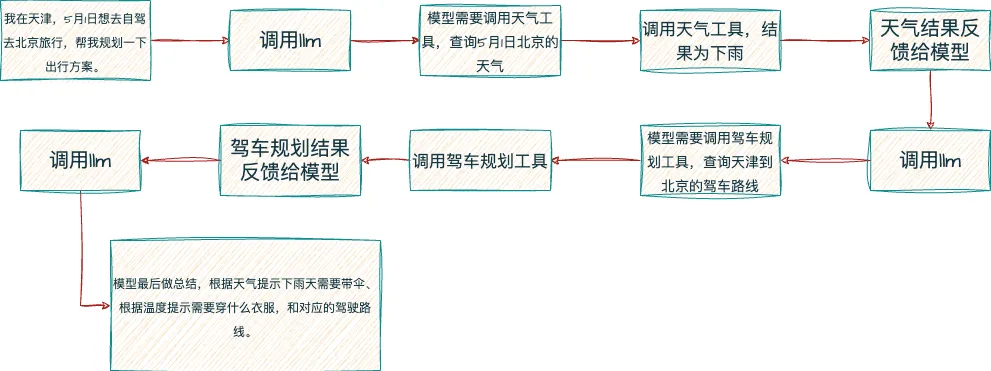 我在天津，5月1日想去自驾
去北京旅行，帮我规划一下
出行方案。
调用llm
模型需要调用天气工
具，查询5月1日北京的
天气
调用天气工具，结
果为下雨
天气结果反
馈给模型
调用llm
模型需要调用驾车规
划工具，查询天津到
北京的驾车路线
调用驾车规划工具
驾车规划结果
反馈给模型
调用llm
模型最后做总结，根据天气提示下雨天需要带伞、
根据温度提示需要穿什么衣服，和对应的驾驶路
线。